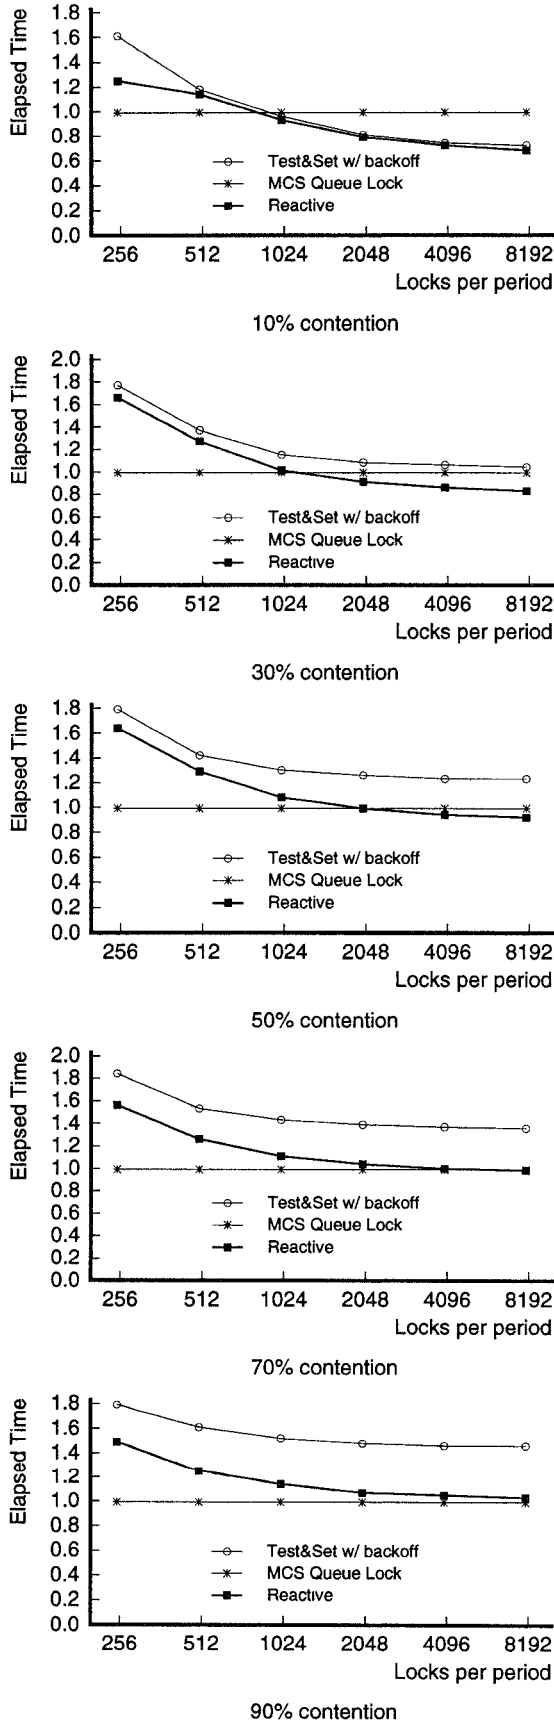 Elapsed Time
1.8
1.6
1.4
1.2
1.0
0.8
0.6
0.4
0.2
0.0
Test&Set w/ backoff
MCS Queue Lock
Reactive
256 512 1024 2048 4096 8192
Locks per period
10% contention
Elapsed Time
2.0
1.8
1.6
1.4
1.2
1.0
0.8
0.6
0.4
0.2
0.0
Test&Set w/ backoff
MCS Queue Lock
Reactive
256 512 1024 2048 4096 8192
Locks per period
30% contention
Elapsed Time
1.8
1.6
1.4
1.2
1.0
0.8
0.6
0.4
0.2
0.0
Test&Set w/ backoff
MCS Queue Lock
Reactive
256 512 1024 2048 4096 8192
Locks per period
50% contention
Elapsed Time
2.0
1.8
1.6
1.4
1.2
1.0
0.8
0.6
0.4
0.2
0.0
Test&Set w/ backoff
MCS Queue Lock
Reactive
256 512 1024 2048 4096 8192
Locks per period
70% contention
Elapsed Time
1.8
1.6
1.4
1.2
1.0
0.8
0.6
0.4
0.2
0.0
Test&Set w/ backoff
MCS Queue Lock
Reactive
256 512 1024 2048 4096 8192
Locks per period
90% contention